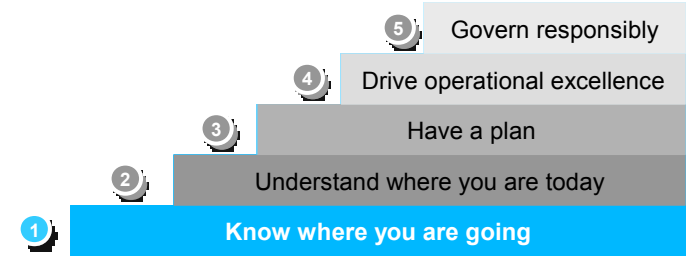 5 Govern responsibly
4 Drive operational excellence
3 Have a plan
2 Understand where you are today
1 Know where you are going